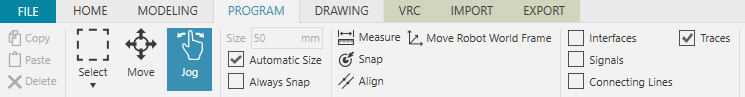 FILE HOME MODELING PROGRAM DRAWING VRC IMPORT EXPORT
Copy
Paste
Delete
Select
Move
Jog
Size 50 mm
Automatic Size
Always Snap
Measure
Snap
Align
Move Robot World Frame
Interfaces
Signals
Connecting Lines
Traces